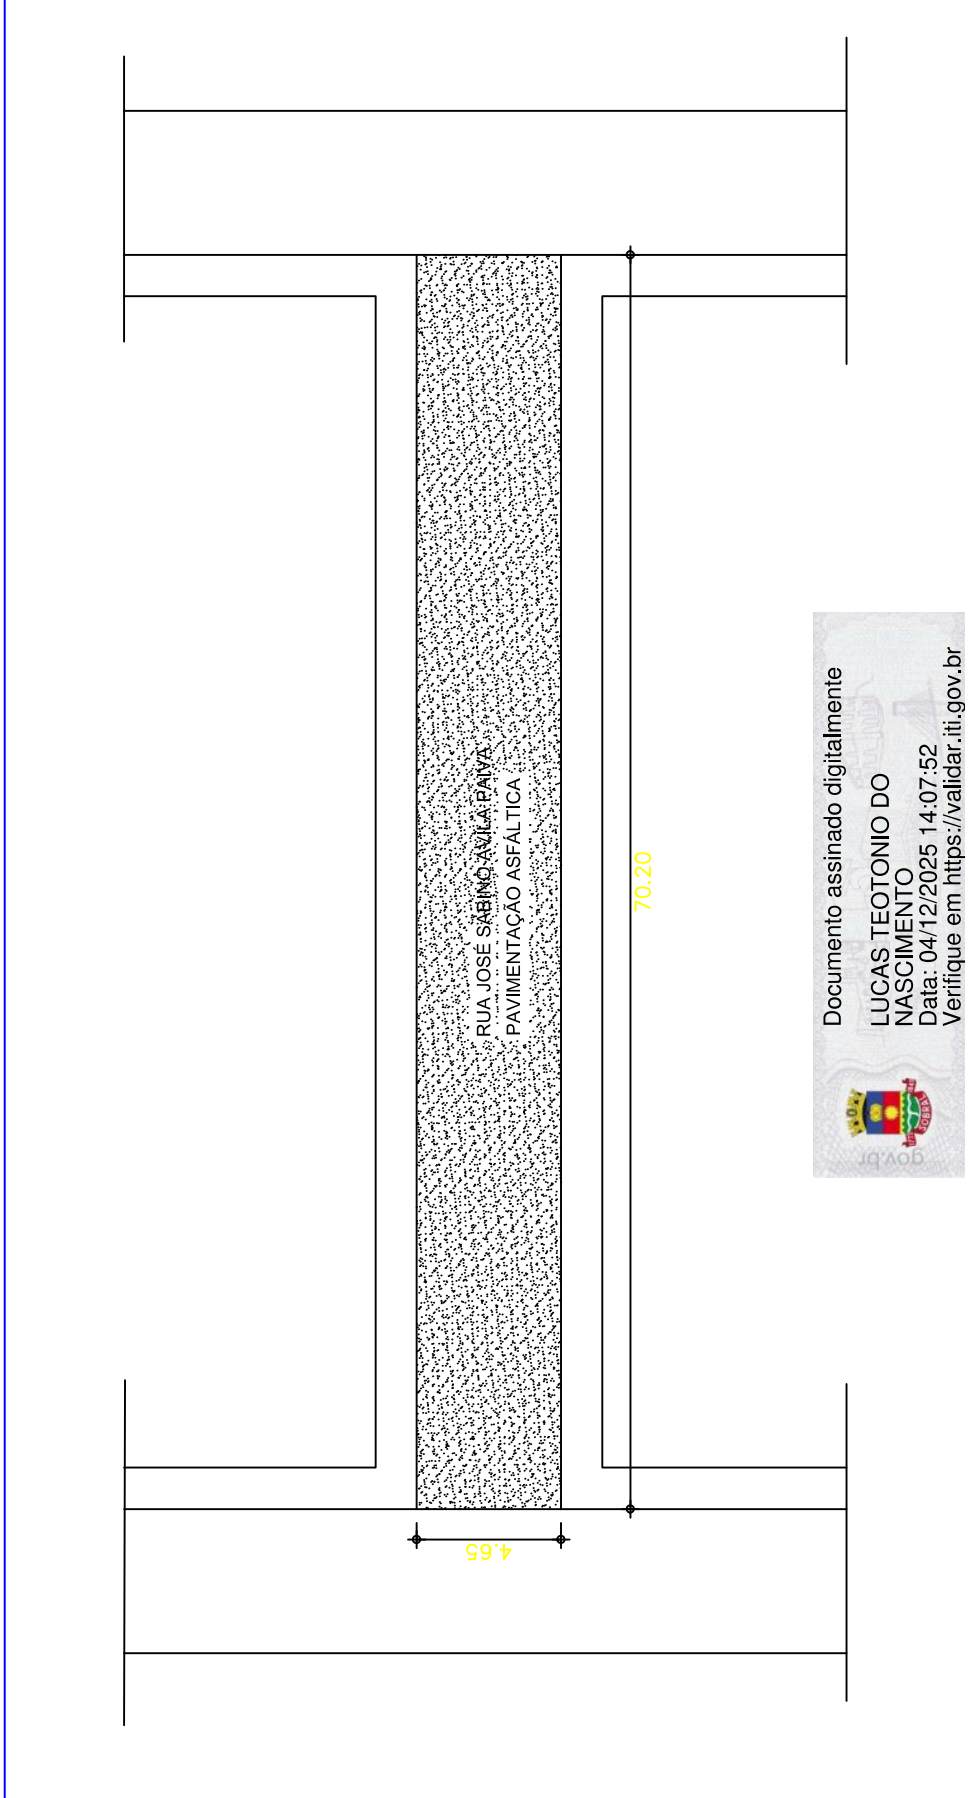 RUA JOSÉ SABINO ÁVILA PAIVA
PAVIMENTAÇÃO ASFÁLTICA
70.20
4.65
Documento assinado digitalmente
LUCAS TEOTONIO DO
NASCIMENTO
Data: 04/12/2025 14:07:52
Verifique em https://validar.iti.gov.br
gov.br
SOBRAL